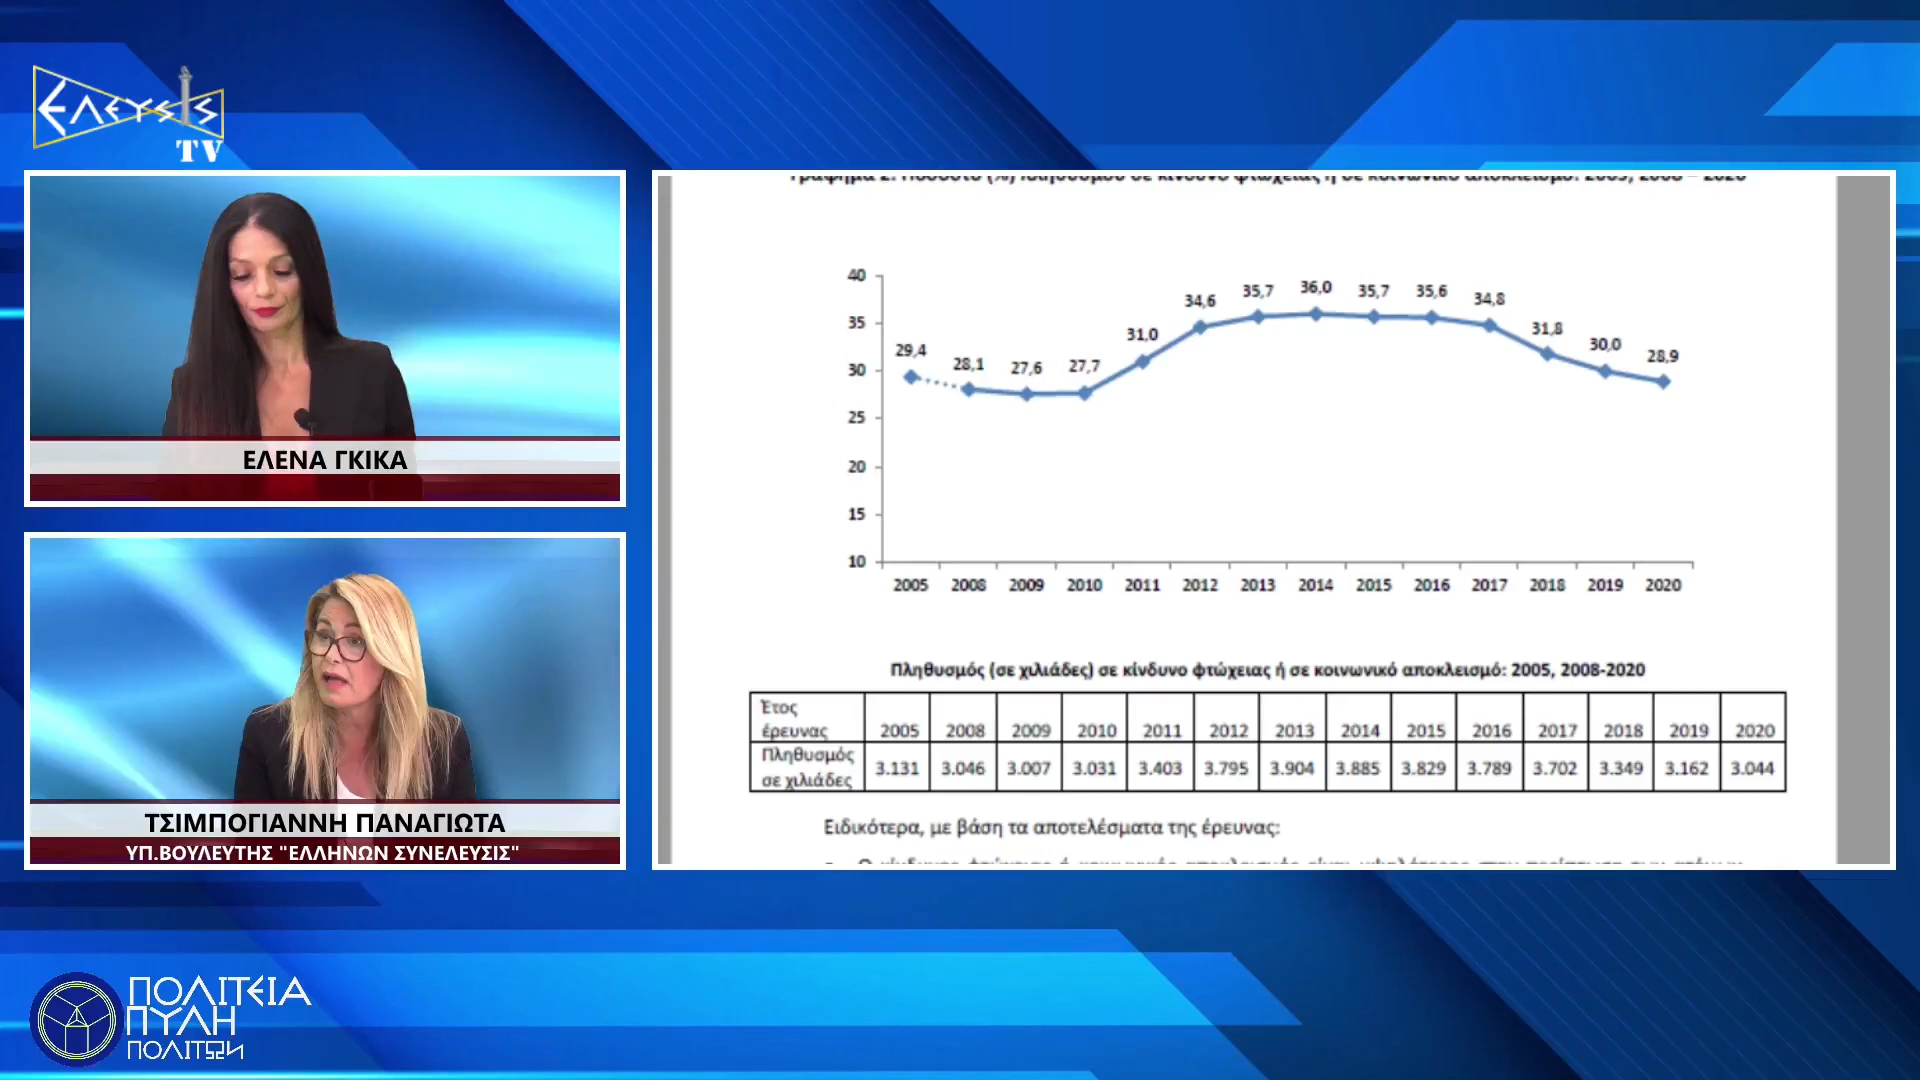 ΕΛΕΥΣΙΣ
TV
ΕΛΕΝΑ ΓΚΙΚΑ
ΤΣΙΜΠΟΓΙΑΝΝΗ ΠΑΝΑΓΙΩΤΑ
ΥΠ.ΒΟΥΛΕΥΤΗΣ "ΕΛΛΗΝΩΝ ΣΥΝΕΛΕΥΣΙΣ"
40
35
30
25
20
15
10
29,4 28,1 27,6 27,7 31,0 34,6 35,7 36,0 35,7 35,6 34,8 31,8 30,0 28,9
2005 2008 2009 2010 2011 2012 2013 2014 2015 2016 2017 2018 2019 2020
Πληθυσμός (σε χιλιάδες) σε κίνδυνο φτώχειας ή σε κοινωνικό αποκλεισμό: 2005, 2008-2020
Έτος
έρευνας 2005 2008 2009 2010 2011 2012 2013 2014 2015 2016 2017 2018 2019 2020
Πληθυσμός
σε χιλιάδες 3.131 3.046 3.007 3.031 3.403 3.795 3.904 3.885 3.829 3.789 3.702 3.349 3.162 3.044
Ειδικότερα, με βάση τα αποτελέσματα της έρευνας:
ΠΟΛΙΤΕΙΑ
ΠΥΛΗ
ΠΟΛΙΤΩΝ